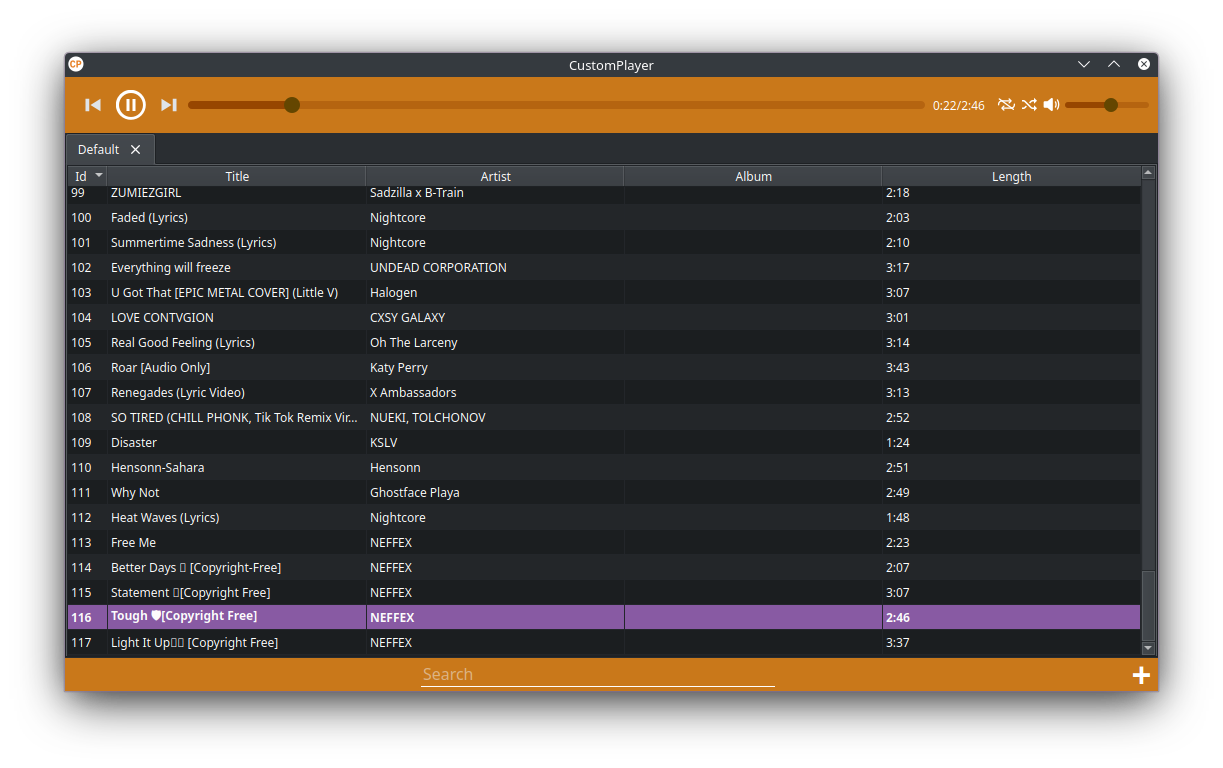 CP CustomPlayer
0:22/2:46
Default
Id Title Artist Album Length
99 ZUMIEZGIRL Sadzilla x B-Train 2:18
100 Faded (Lyrics) Nightcore 2:03
101 Summertime Sadness (Lyrics) Nightcore 2:10
102 Everything will freeze UNDEAD CORPORATION 3:17
103 U Got That [EPIC METAL COVER] (Little V) Halogen 3:07
104 LOVE CONTVGION CXSY GALAXY 3:01
105 Real Good Feeling (Lyrics) Oh The Larceny 3:14
106 Roar [Audio Only] Katy Perry 3:43
107 Renegades (Lyric Video) X Ambassadors 3:13
108 SO TIRED (CHILL PHONK, Tik Tok Remix Vir... NUEKI, TOLCHONOV 2:52
109 Disaster KSLV 1:24
110 Hensonn-Sahara Hensonn 2:51
111 Why Not Ghostface Playa 2:49
112 Heat Waves (Lyrics) Nightcore 1:48
113 Free Me NEFFEX 2:23
114 Better Days ▯ [Copyright-Free] NEFFEX 2:07
115 Statement ▯[Copyright Free] NEFFEX 3:07
116 Tough 🛡[Copyright Free] NEFFEX 2:46
117 Light It Up▯▯ [Copyright Free] NEFFEX 3:37
Search